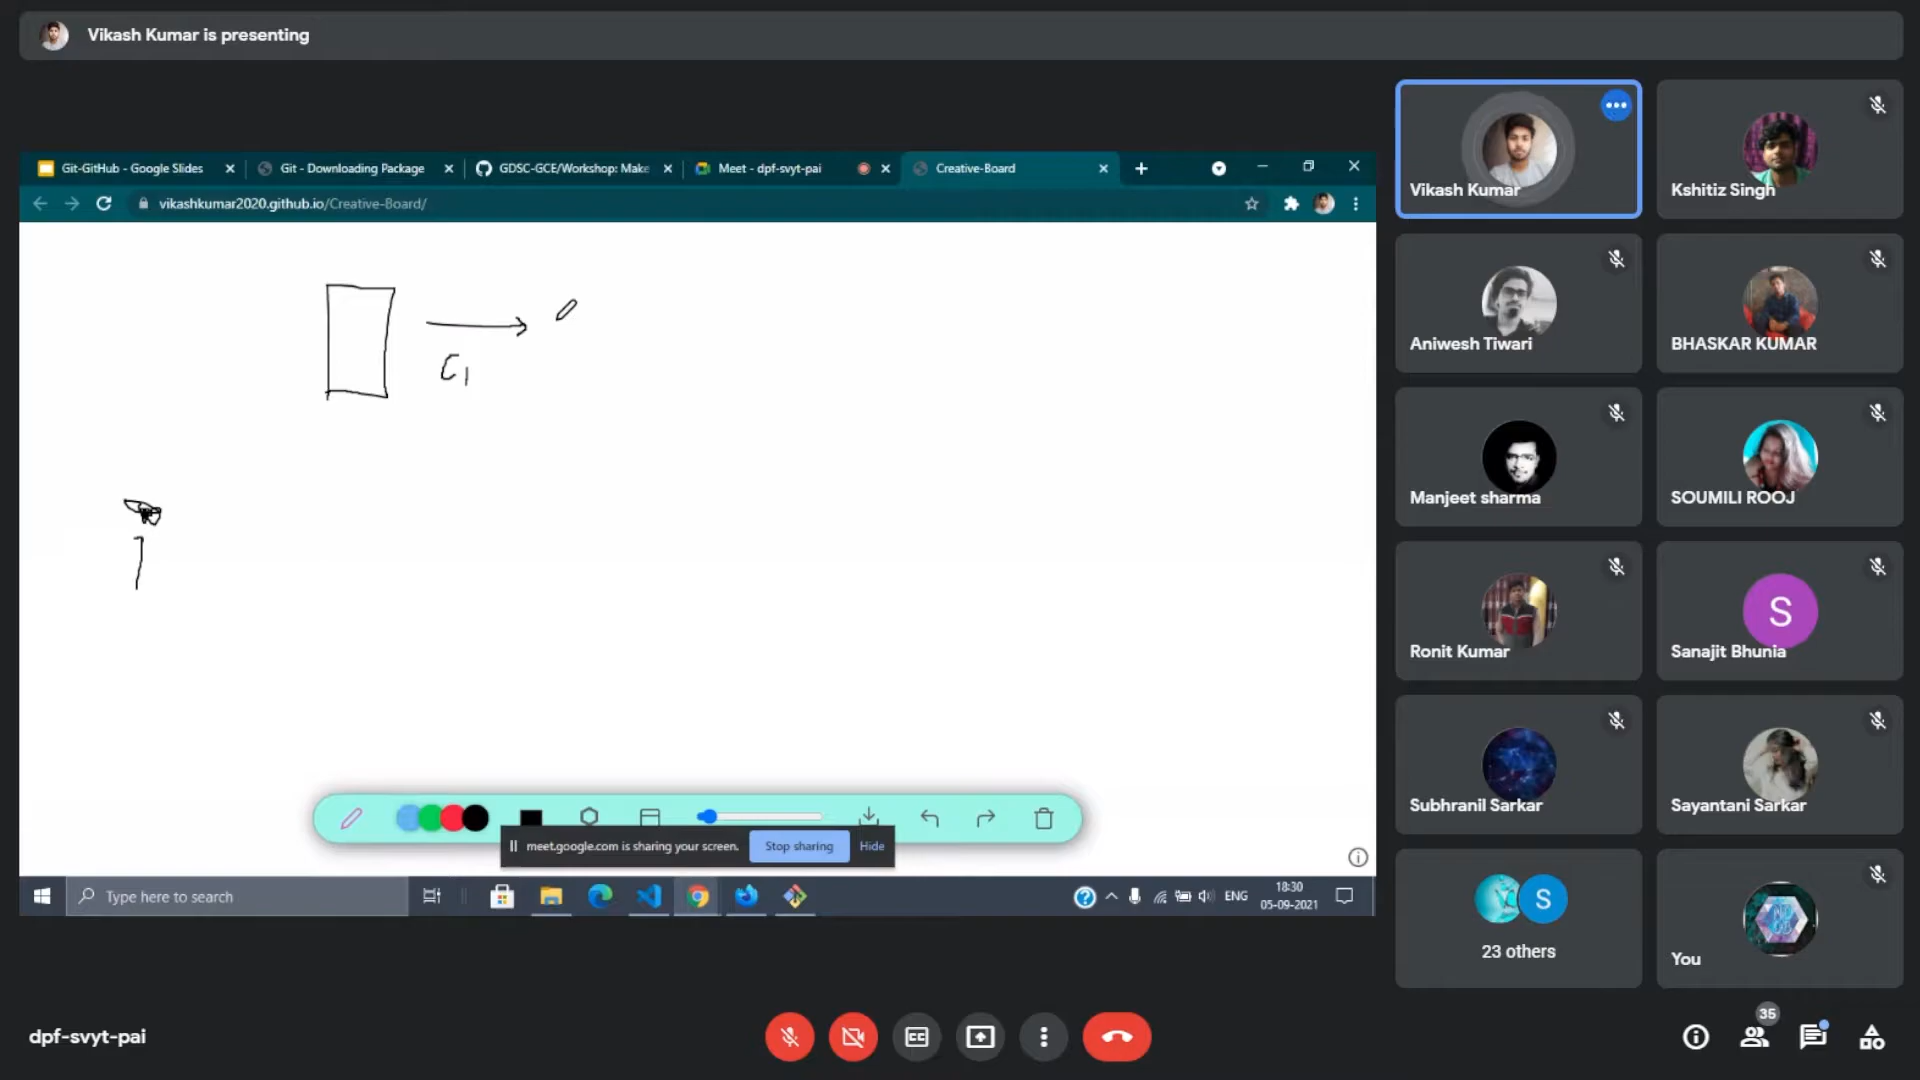 Vikash Kumar is presenting
Git-GitHub - Google Slides
Git - Downloading Package
GDSC-GCE/Workshop: Make
Meet - dpf-svyt-pai
Creative-Board
vikashkumar2020.github.io/Creative-Board/
C1
meet.google.com is sharing your screen.
Stop sharing
Hide
Type here to search
ENG
18:30
05-09-2021
Vikash Kumar
Kshitiz Singh
Aniwesh Tiwari
BHASKAR KUMAR
Manjeet sharma
SOUMILI ROOJ
Ronit Kumar
S
Sanajit Bhunia
Subhranil Sarkar
Sayantani Sarkar
S
23 others
You
dpf-svyt-pai
CC
35